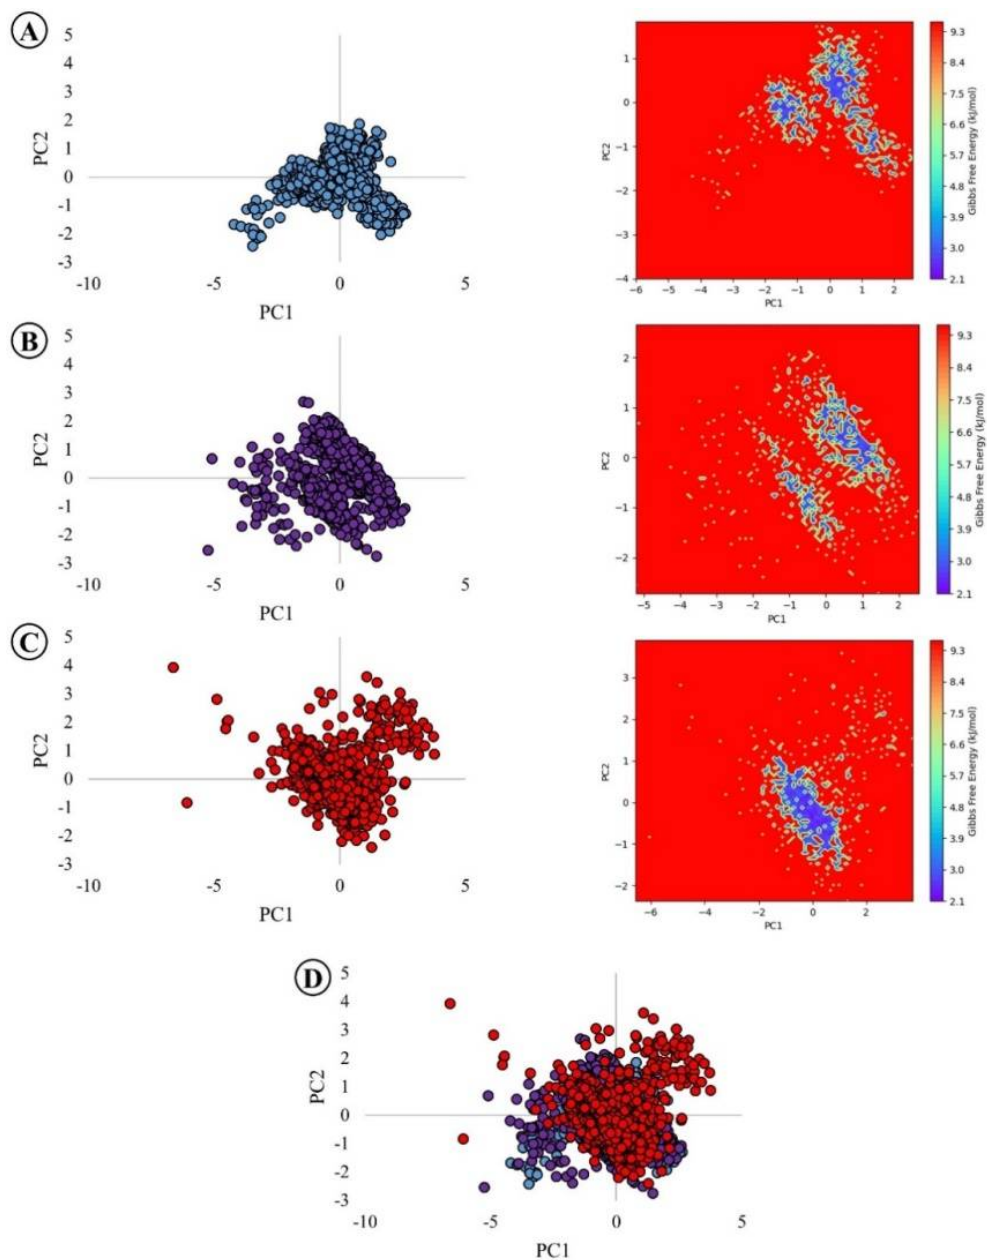 A
5
4
3
2
1
0
-1
-2
-3
PC2
-10 -5 0 5
PC1
1
0
−1
−2
−3
−4
PC2
−6 −5 −4 −3 −2 −1 0 1 2
PC1
9.3
8.4
7.5
6.6
5.7
4.8
3.9
3.0
2.1
Gibbs Free Energy (kJ/mol)
B
5
4
3
2
1
0
-1
-2
-3
PC2
-10 -5 0 5
PC1
2
1
0
−1
−2
PC2
−5 −4 −3 −2 −1 0 1 2
PC1
9.3
8.4
7.5
6.6
5.7
4.8
3.9
3.0
2.1
Gibbs Free Energy (kJ/mol)
C
5
4
3
2
1
0
-1
-2
-3
PC2
-10 -5 0 5
PC1
3
2
1
0
−1
−2
PC2
−6 −4 −2 0 2
PC1
9.3
8.4
7.5
6.6
5.7
4.8
3.9
3.0
2.1
Gibbs Free Energy (kJ/mol)
D
5
4
3
2
1
0
-1
-2
-3
PC2
-10 -5 0 5
PC1